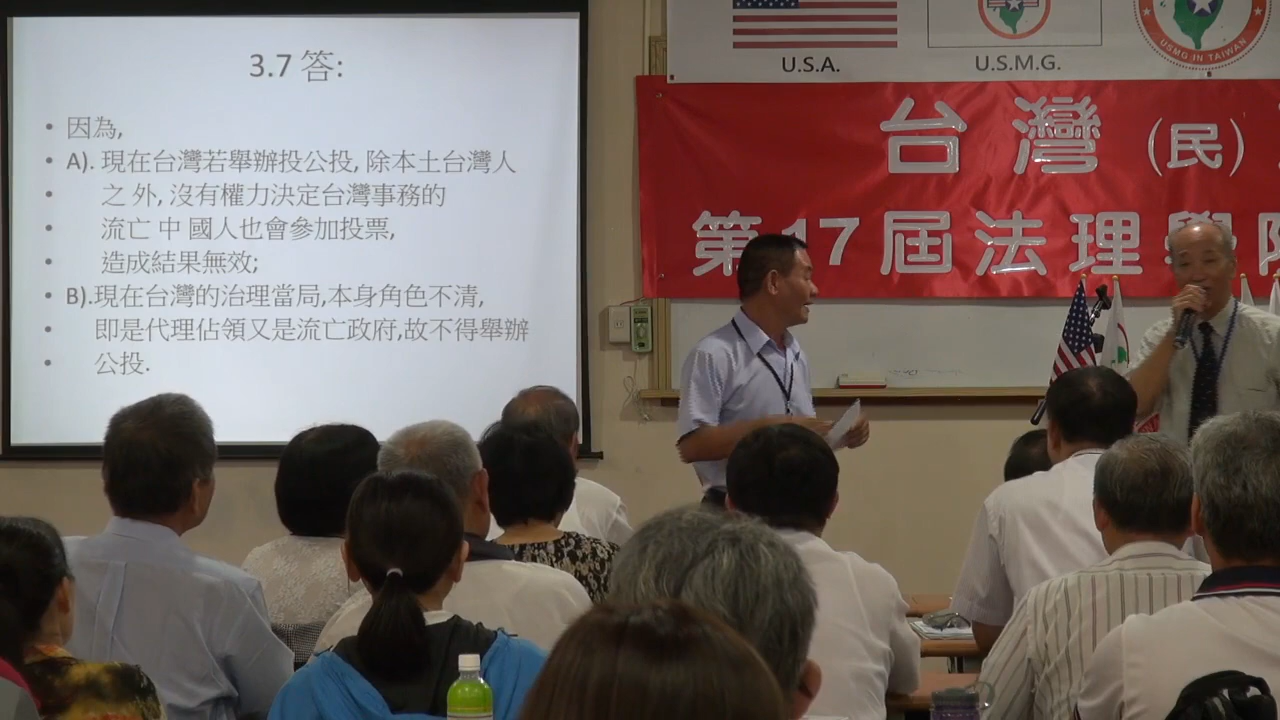 3.7 答:
• 因為,
• A). 現在台灣若舉辦投公投, 除本土台灣人
• 之 外, 沒有權力決定台灣事務的
• 流亡 中 國人也會參加投票,
• 造成結果無效;
• B).現在台灣的治理當局,本身角色不清,
• 即是代理佔領又是流亡政府,故不得舉辦
• 公投.
U.S.A.
U.S.M.G.
USMG IN TAIWAN
台灣(民)
第17屆法理學院